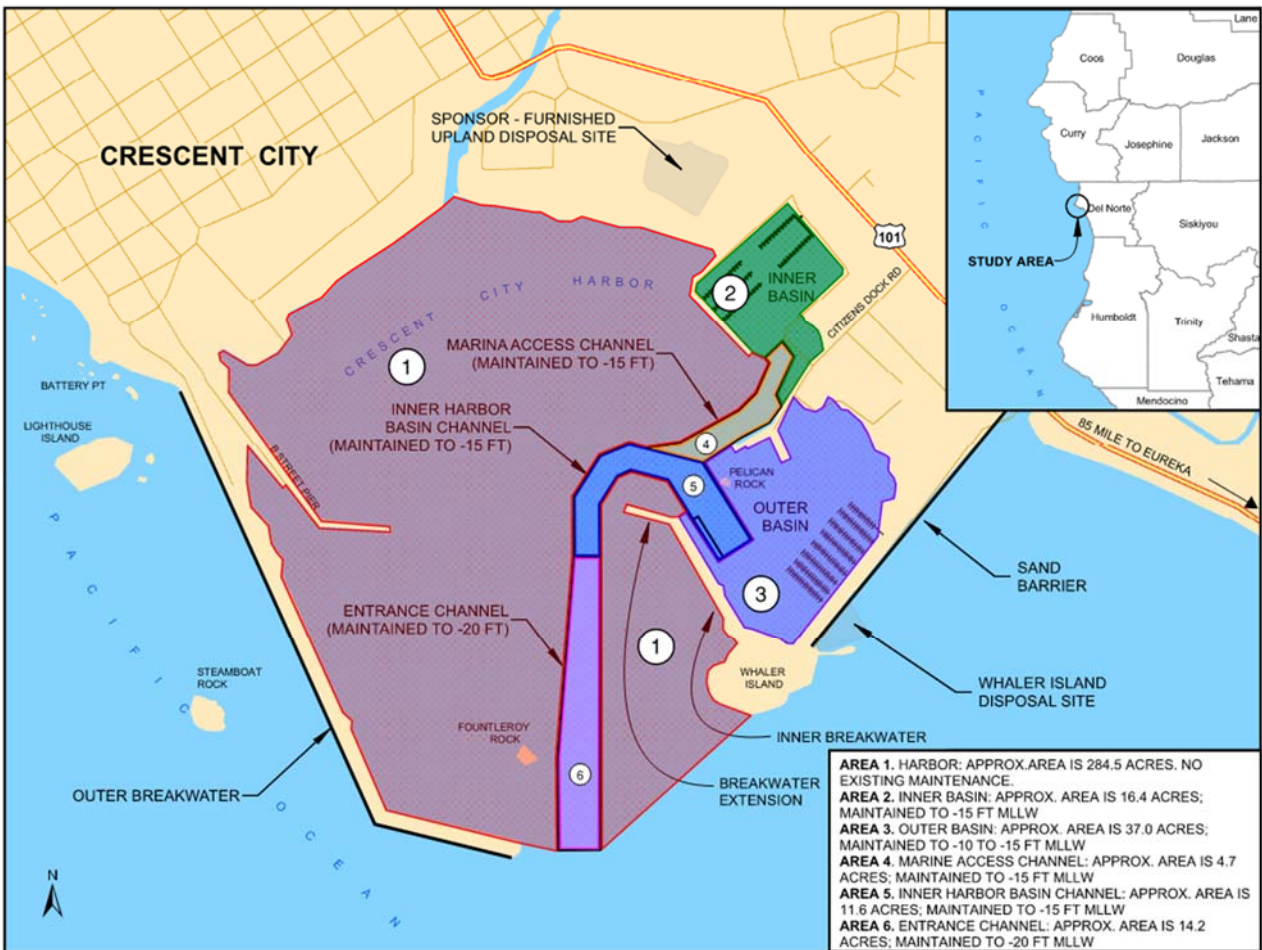 CRESCENT CITY
SPONSOR - FURNISHED
UPLAND DISPOSAL SITE
Lane
Coos
Douglas
Curry
Josephine
Jackson
Del Norte
Siskiyou
STUDY AREA
Humboldt
Trinity
Shasta
Tehama
Mendocino
PACIFIC OCEAN
101
INNER
BASIN
2
CITIZENS DOCK RD
CRESCENT CITY HARBOR
1
MARINA ACCESS CHANNEL
(MAINTAINED TO -15 FT)
INNER HARBOR
BASIN CHANNEL
(MAINTAINED TO -15 FT)
4
5
PELICAN
ROCK
OUTER
BASIN
3
85 MILE TO EUREKA
BATTERY PT
LIGHTHOUSE
ISLAND
B STREET PIER
PACIFIC OCEAN
SAND
BARRIER
ENTRANCE CHANNEL
(MAINTAINED TO -20 FT)
1
STEAMBOAT
ROCK
WHALER
ISLAND
WHALER ISLAND
DISPOSAL SITE
FOUNTLEROY
ROCK
6
INNER BREAKWATER
BREAKWATER
EXTENSION
OUTER BREAKWATER
N
AREA 1. HARBOR: APPROX.AREA IS 284.5 ACRES. NO
EXISTING MAINTENANCE.
AREA 2. INNER BASIN: APPROX. AREA IS 16.4 ACRES;
MAINTAINED TO -15 FT MLLW
AREA 3. OUTER BASIN: APPROX. AREA IS 37.0 ACRES;
MAINTAINED TO -10 TO -15 FT MLLW
AREA 4. MARINE ACCESS CHANNEL: APPROX. AREA IS 4.7
ACRES; MAINTAINED TO -15 FT MLLW
AREA 5. INNER HARBOR BASIN CHANNEL: APPROX. AREA IS
11.6 ACRES; MAINTAINED TO -15 FT MLLW
AREA 6. ENTRANCE CHANNEL: APPROX. AREA IS 14.2
ACRES; MAINTAINED TO -20 FT MLLW